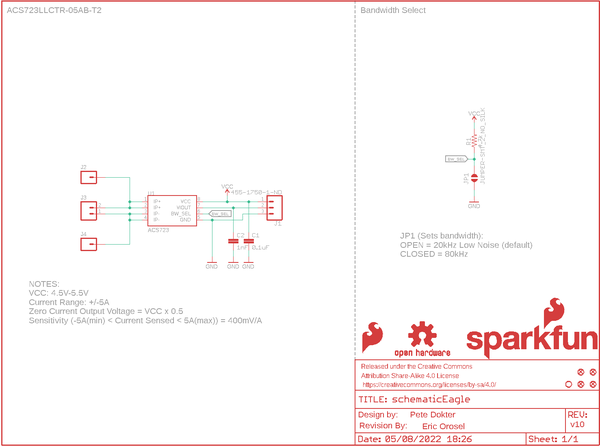 ACS723LLCTR-05AB-T2
Bandwidth Select
VCC
R1
BW_SEL
JP1
GND
J2
J3
J4
U1
IP+
IP+
IP-
IP-
VCC
VIOUT
BW_SEL
GND
ACS723
VCC
455-1750-1-ND
BW_SEL
J1
C2
C1
1nF
0.1uF
GND
GND
GND
JP1 (Sets bandwidth):
OPEN = 20kHz Low Noise (default)
CLOSED = 80kHz
NOTES:
VCC: 4.5V-5.5V
Current Range: +/-5A
Zero Current Output Voltage = VCC x 0.5
Sensitivity (-5A(min) < Current Sensed < 5A(max)) = 400mV/A
open hardware
sparkfun
Released under the Creative Commons
Attribution Share-Alike 4.0 License
https://creativecommons.org/licenses/by-sa/4.0/
TITLE: schematicEagle
Design by: Pete Dokter
Revision By: Eric Orosel
REV:
v10
Date: 05/08/2022 18:26
Sheet: 1/1